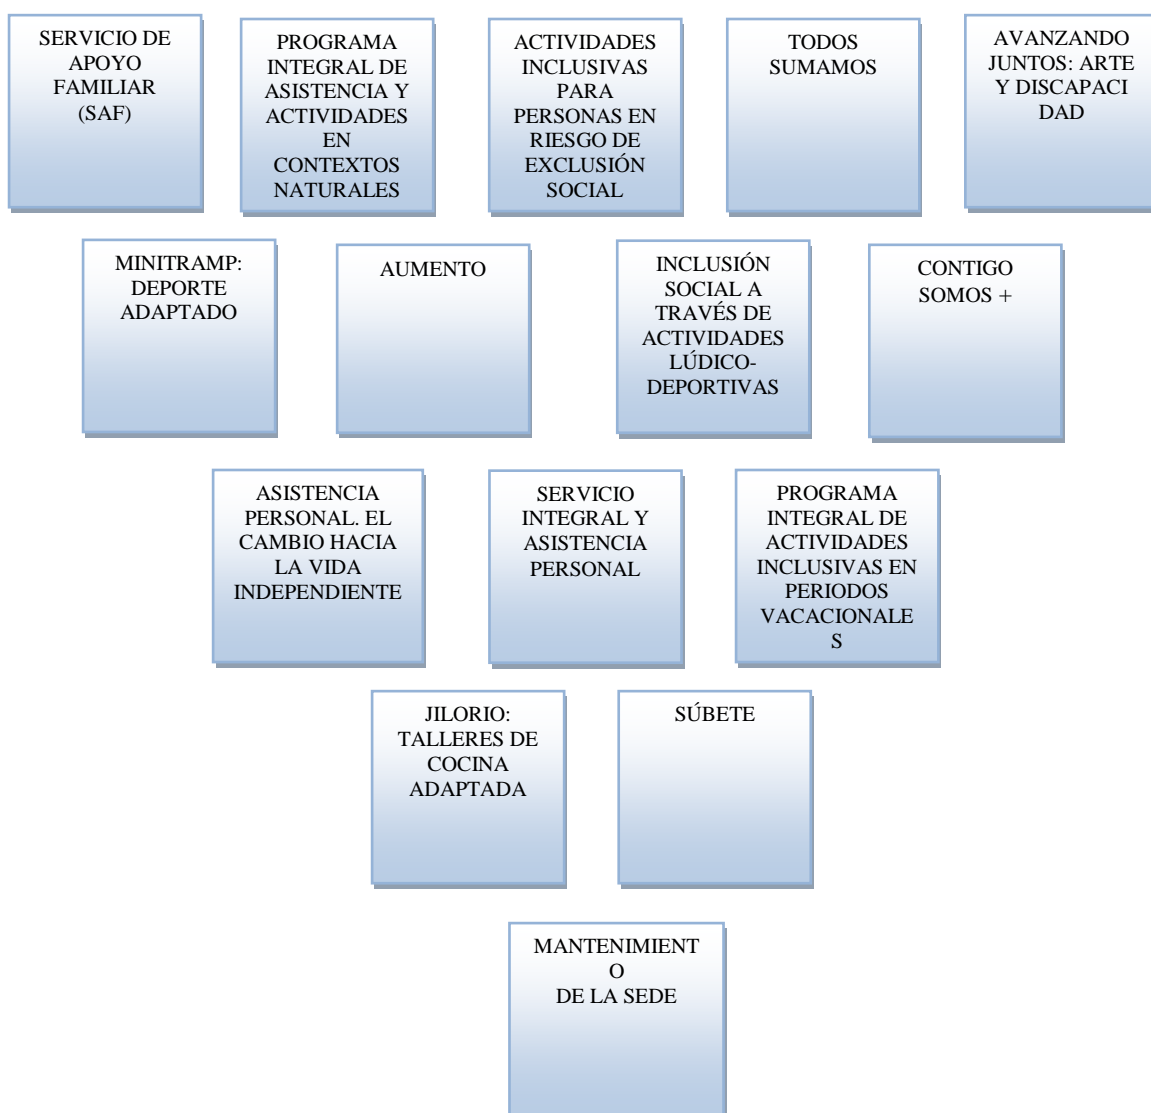 SERVICIO DE
APOYO
FAMILIAR
(SAF)
PROGRAMA
INTEGRAL DE
ASISTENCIA Y
ACTIVIDADES
EN
CONTEXTOS
NATURALES
ACTIVIDADES
INCLUSIVAS
PARA
PERSONAS EN
RIESGO DE
EXCLUSIÓN
SOCIAL
TODOS
SUMAMOS
AVANZANDO
JUNTOS: ARTE
Y DISCAPACI
DAD
MINITRAMP:
DEPORTE
ADAPTADO
AUMENTO
INCLUSIÓN
SOCIAL A
TRAVÉS DE
ACTIVIDADES
LÚDICO-
DEPORTIVAS
CONTIGO
SOMOS +
ASISTENCIA
PERSONAL. EL
CAMBIO HACIA
LA VIDA
INDEPENDIENTE
SERVICIO
INTEGRAL Y
ASISTENCIA
PERSONAL
PROGRAMA
INTEGRAL DE
ACTIVIDADES
INCLUSIVAS EN
PERIODOS
VACACIONALE
S
JILORIO:
TALLERES DE
COCINA
ADAPTADA
SÚBETE
MANTENIMIENT
O
DE LA SEDE